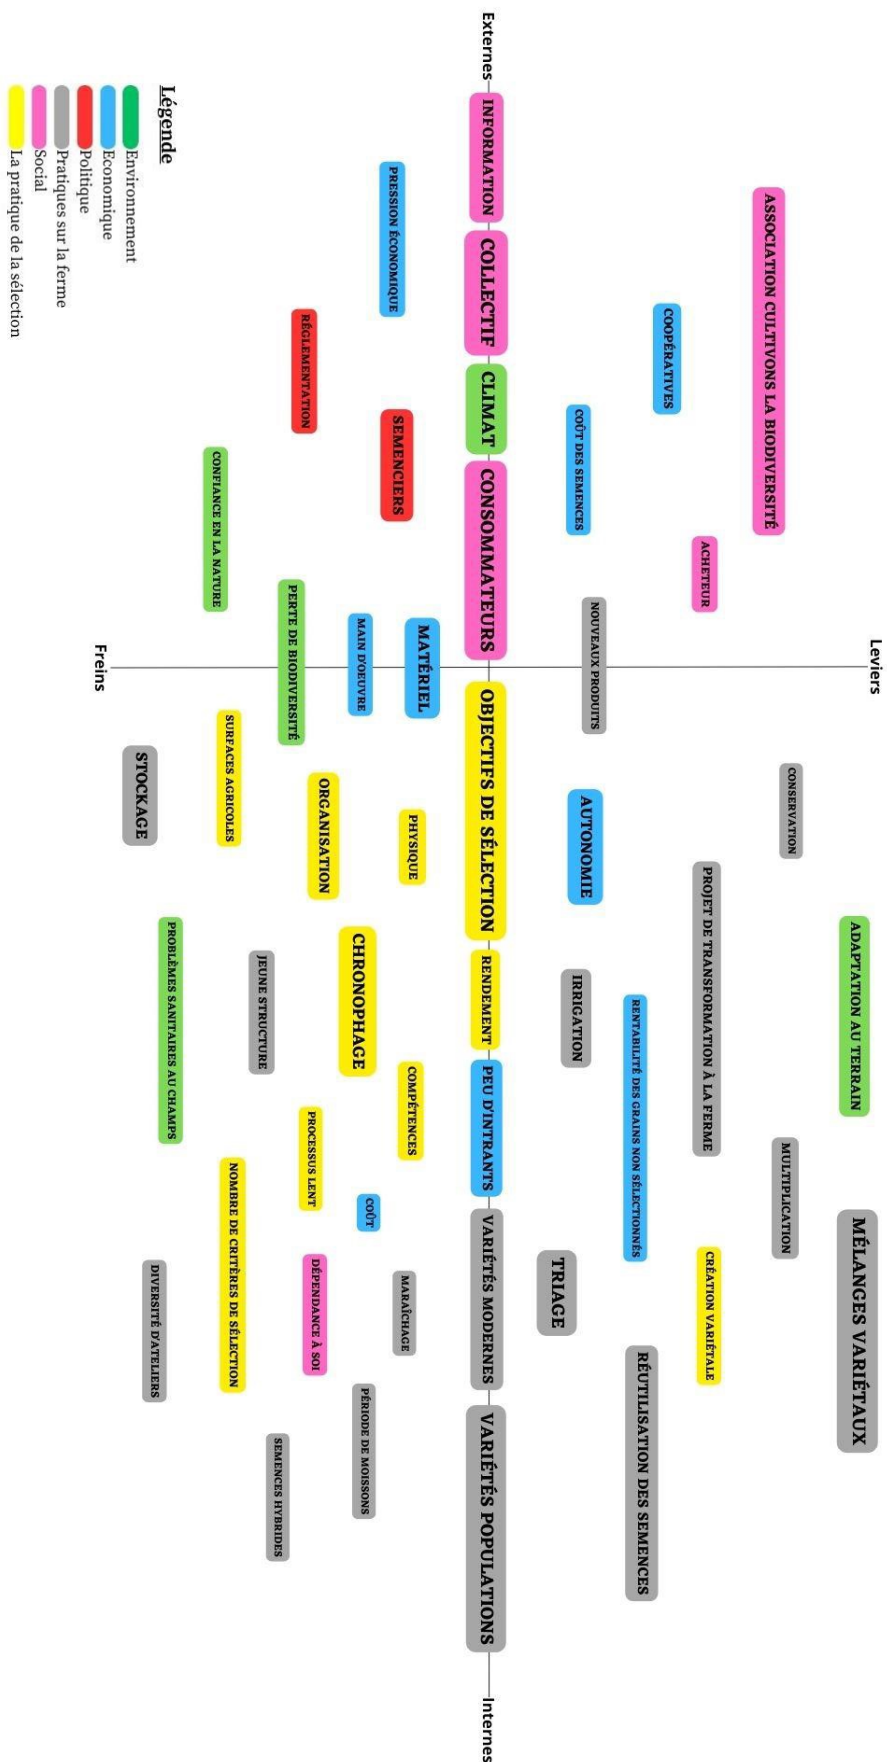 Leviers
MÉLANGES VARIÉTAUX
ADAPTATION AU TERRAIN
ASSOCIATION CULTIVONS LA BIODIVERSITÉ
CONSERVATION
MULTIPLICATION
ACHETEUR
PROJET DE TRANSFORMATION À LA FERME
CRÉATION VARIÉTALE
COOPÉRATIVES
RENTABILITÉ DES GRAINS NON SÉLECTIONNÉS
RÉUTILISATION DES SEMENCES
COÛT DES SEMENCES
NOUVEAUX PRODUITS
AUTONOMIE
IRRIGATION
TRIAGE
Externes
INFORMATION
COLLECTIF
CLIMAT
CONSOMMATEURS
OBJECTIFS DE SÉLECTION
RENDEMENT
PEU D'INTRANTS
VARIÉTÉS MODERNES
VARIÉTÉS POPULATIONS
Internes
PRESSION ÉCONOMIQUE
SEMENCIERS
MATÉRIEL
PHYSIQUE
COMPÉTENCES
MARAÎCHAGE
MAIN D'OEUVRE
CHRONOPHAGE
COÛT
PÉRIODE DE MOISSONS
RÉGLEMENTATION
PERTE DE BIODIVERSITÉ
ORGANISATION
PROCESSUS LENT
DÉPENDANCE À SOI
CONFIANCE EN LA NATURE
SURFACES AGRICOLES
JEUNE STRUCTURE
NOMBRE DE CRITÈRES DE SÉLECTION
SEMENCES HYBRIDES
STOCKAGE
PROBLÈMES SANITAIRES AU CHAMPS
DIVERSITÉ D'ATELIERS
Freins
Légende
Environnement
Economique
Politique
Pratiques sur la ferme
Social
La pratique de la sélection